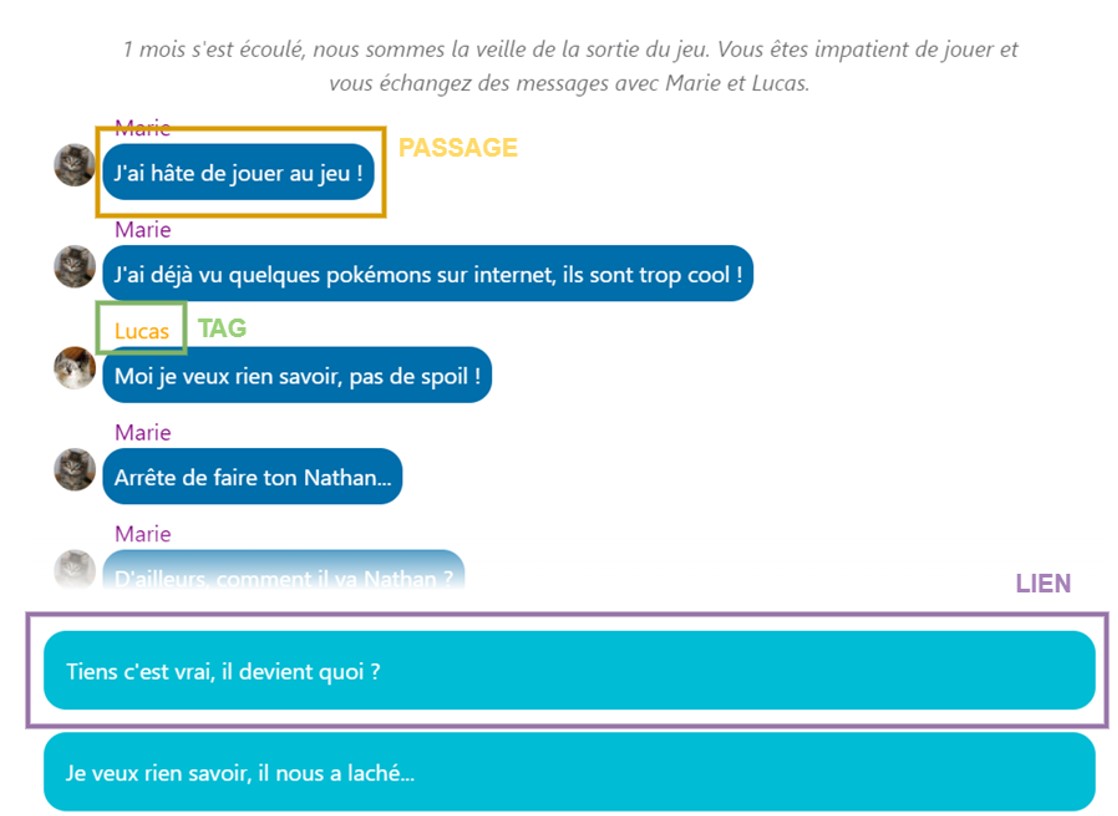 1 mois s'est écoulé, nous sommes la veille de la sortie du jeu. Vous êtes impatient de jouer et
vous échangez des messages avec Marie et Lucas.
Marie
PASSAGE
J'ai hâte de jouer au jeu !
Marie
J'ai déjà vu quelques pokémons sur internet, ils sont trop cool !
Lucas
TAG
Moi je veux rien savoir, pas de spoil !
Marie
Arrête de faire ton Nathan...
Marie
D'ailleurs, comment il va Nathan ?
LIEN
Tiens c'est vrai, il devient quoi ?
Je veux rien savoir, il nous a laché...